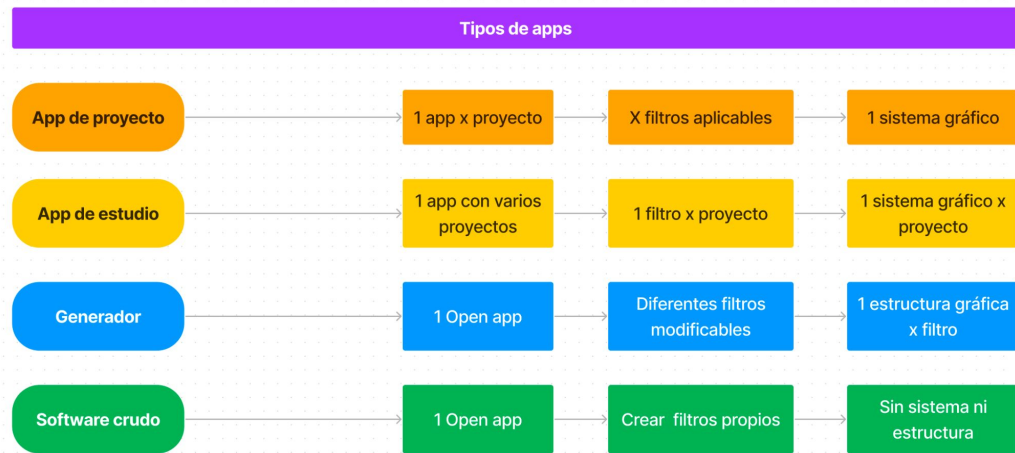 Tipos de apps
App de proyecto
1 app x proyecto
X filtros aplicables
1 sistema gráfico
App de estudio
1 app con varios
proyectos
1 filtro x proyecto
1 sistema gráfico x
proyecto
Generador
1 Open app
Diferentes filtros
modificables
1 estructura gráfica
x filtro
Software crudo
1 Open app
Crear  filtros propios
Sin sistema ni
estructura